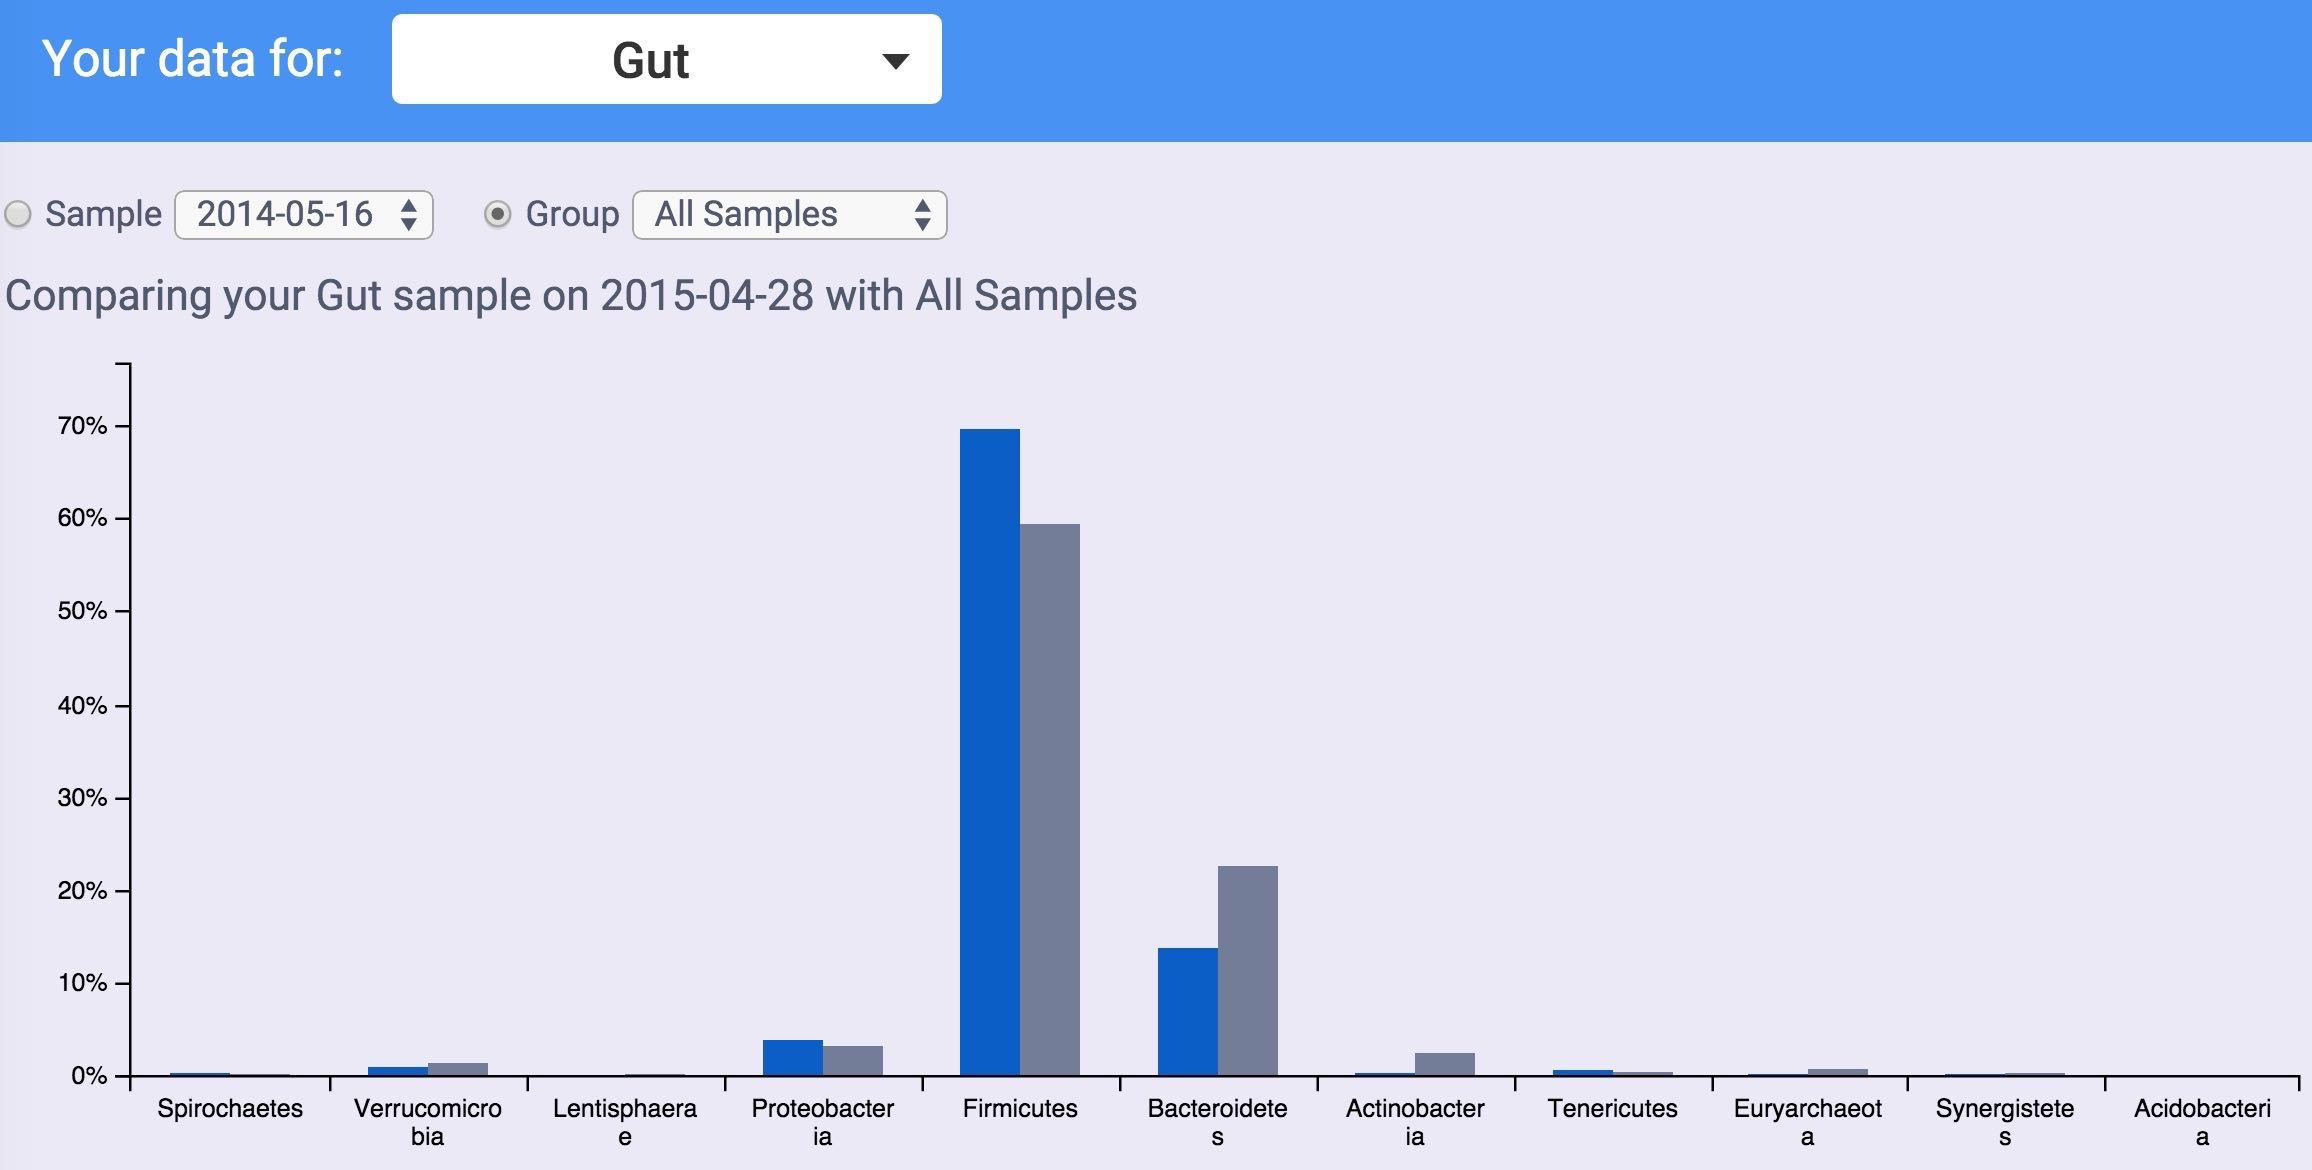 Your data for: Gut
Sample 2014-05-16 Group All Samples
Comparing your Gut sample on 2015-04-28 with All Samples
70%
60%
50%
40%
30%
20%
10%
0%
Spirochaetes Verrucomicro Lentisphaera Proteobacter Firmicutes Bacteroidete Actinobacter Tenericutes Euryarchaeot Synergistete Acidobacteri
bia e ia s ia a s a